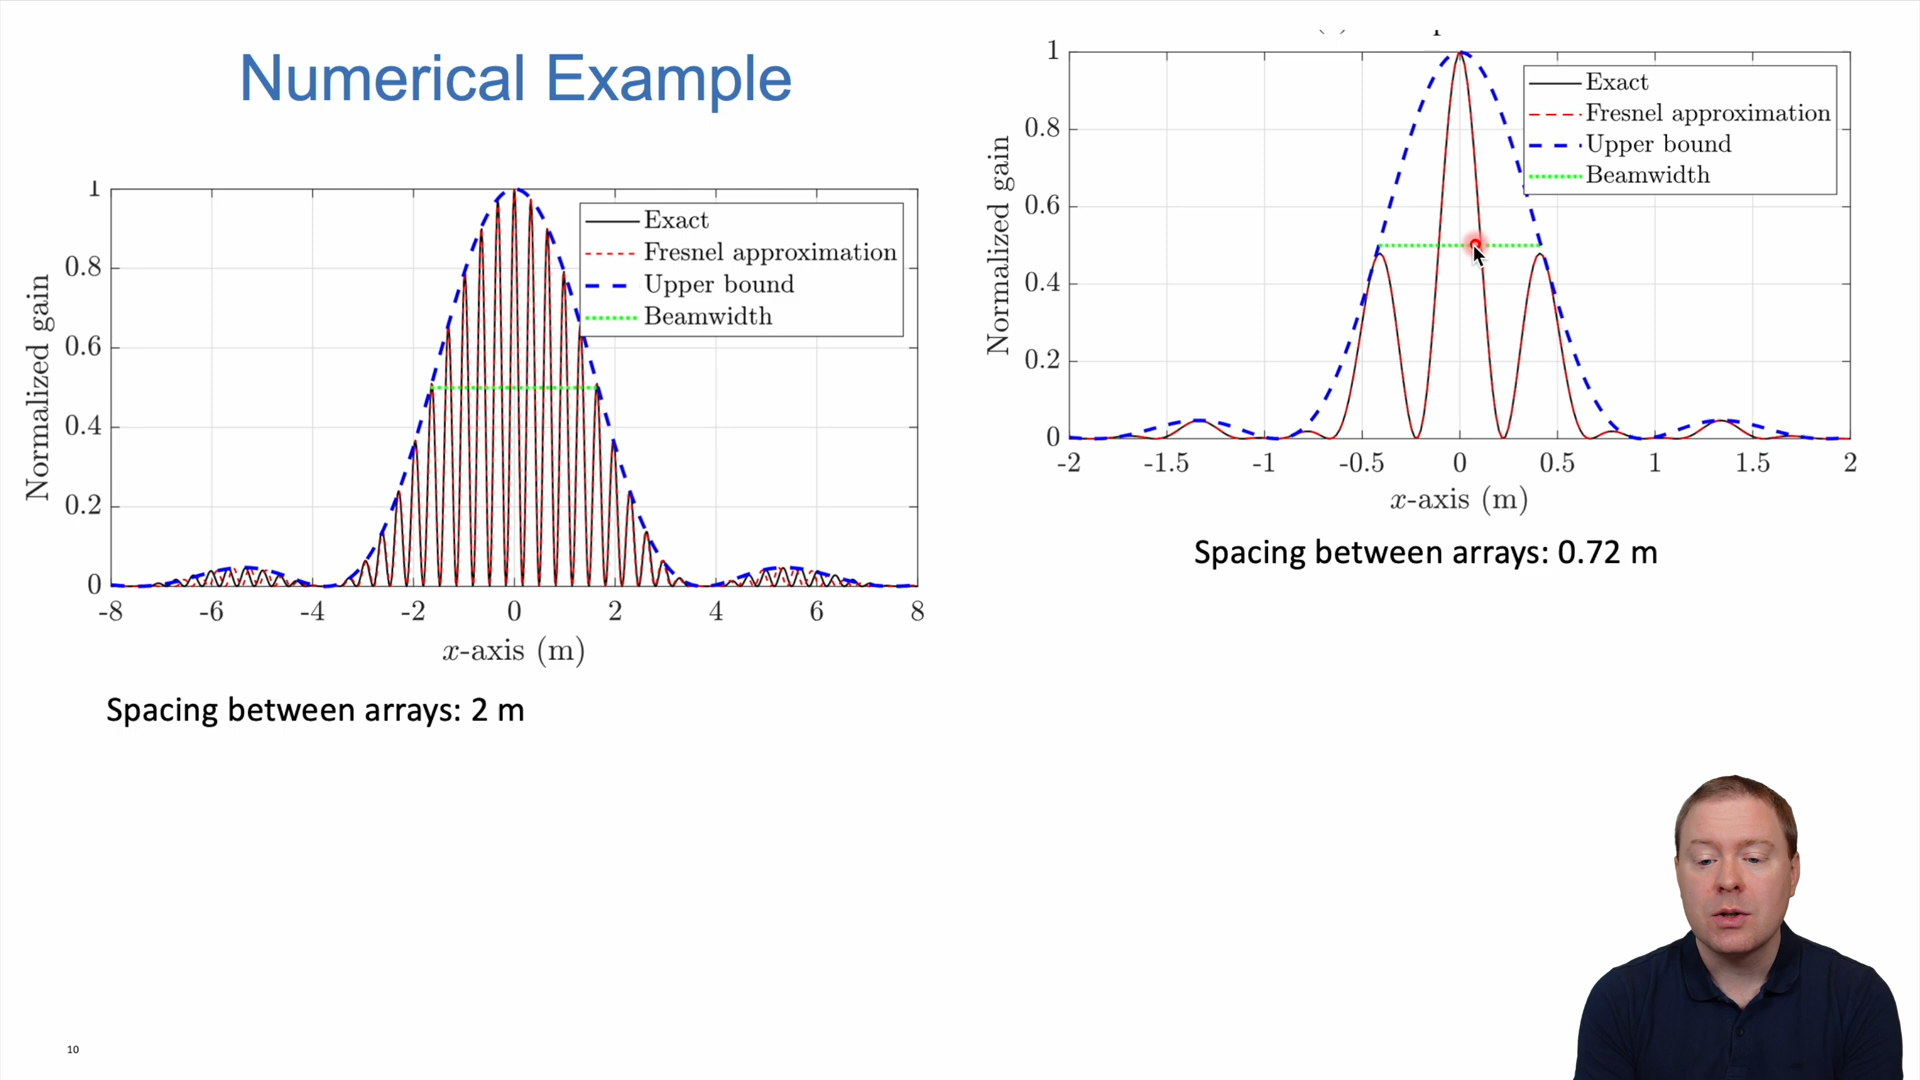 Numerical Example
1
0.8
0.6
0.4
0.2
0
Normalized gain
Exact
Fresnel approximation
Upper bound
Beamwidth
-8
-6
-4
-2
0
2
4
6
8
x-axis (m)
Spacing between arrays: 2 m
1
0.8
0.6
0.4
0.2
0
Normalized gain
Exact
Fresnel approximation
Upper bound
Beamwidth
-2
-1.5
-1
-0.5
0
0.5
1
1.5
2
x-axis (m)
Spacing between arrays: 0.72 m
10